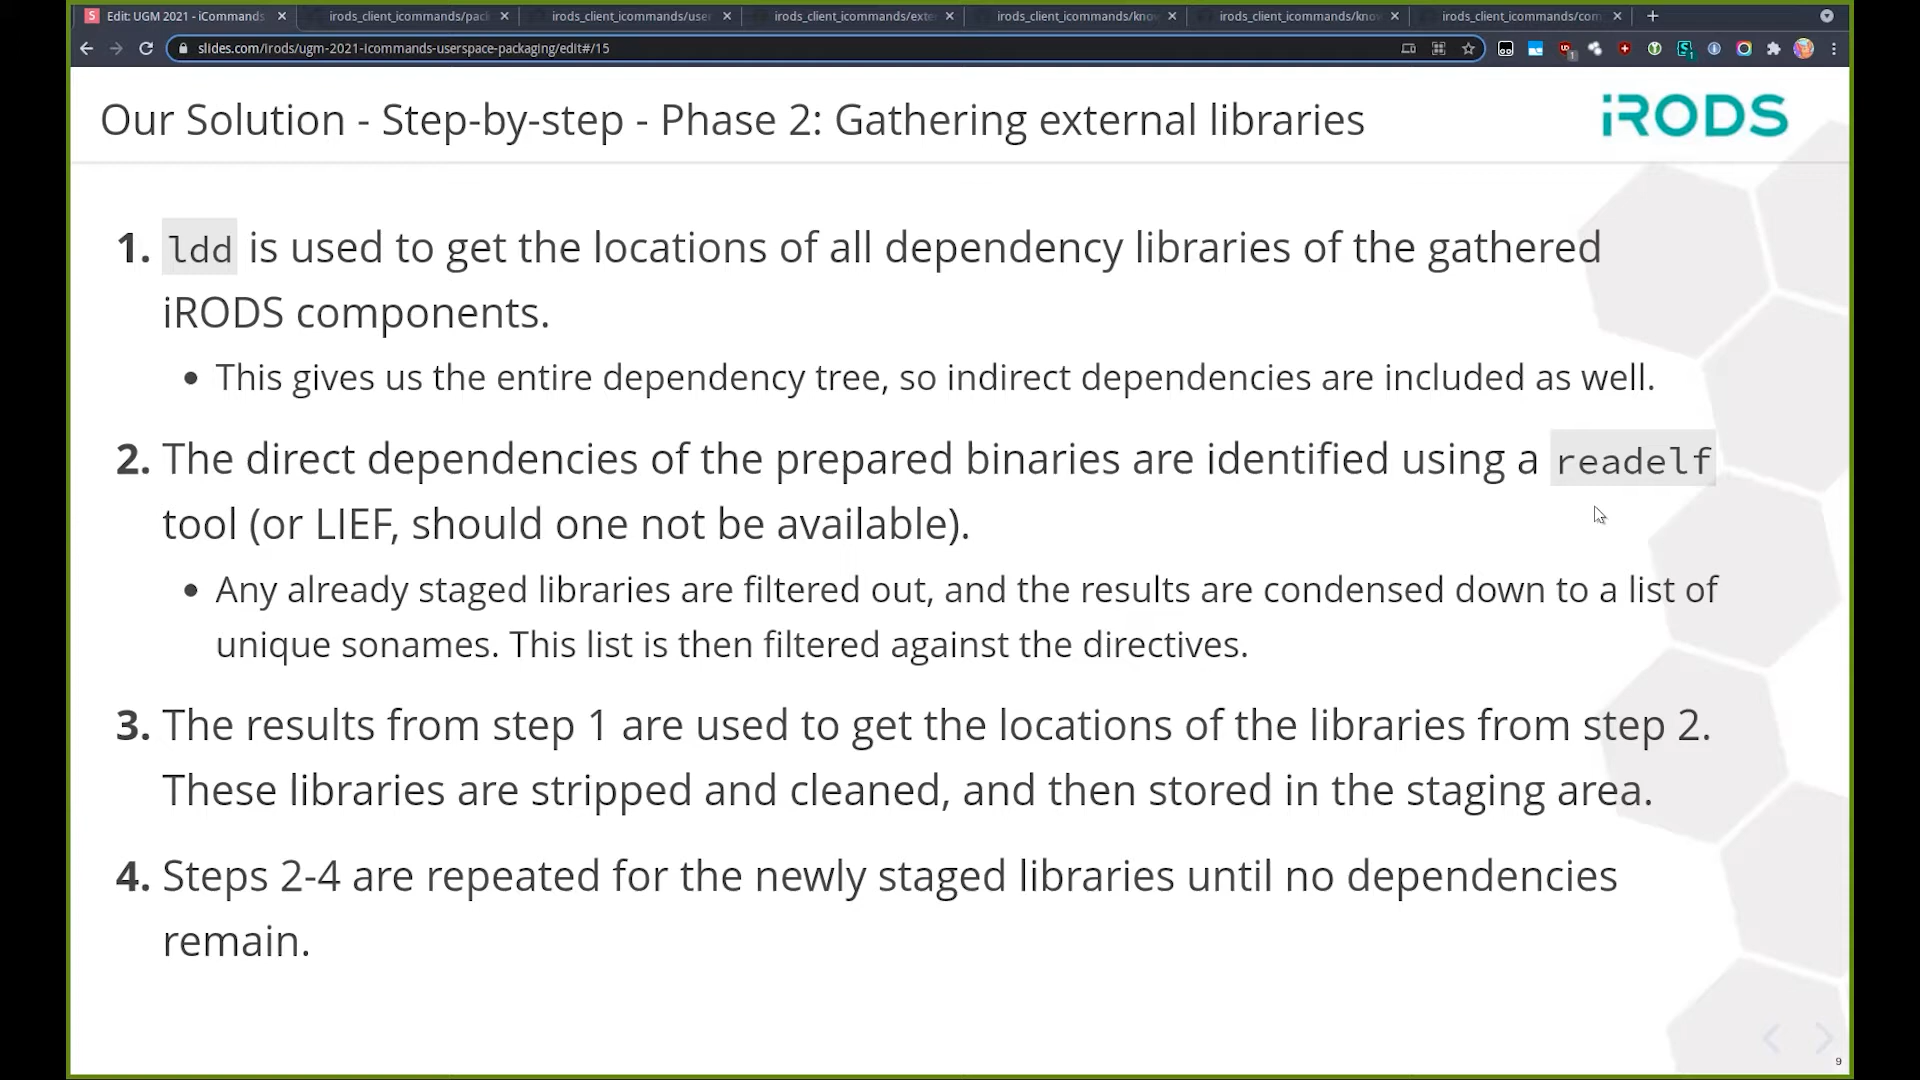 Edit: UGM 2021 - iCommands
irods_client_icommands/pack
irods_client_icommands/user
irods_client_icommands/exte
irods_client_icommands/know
irods_client_icommands/know
irods_client_icommands/com
slides.com/irods/ugm-2021-icommands-userspace-packaging/edit#/15
Our Solution - Step-by-step - Phase 2: Gathering external libraries
iRODS
1. ldd is used to get the locations of all dependency libraries of the gathered
iRODS components.
• This gives us the entire dependency tree, so indirect dependencies are included as well.
2. The direct dependencies of the prepared binaries are identified using a readelf
tool (or LIEF, should one not be available).
• Any already staged libraries are filtered out, and the results are condensed down to a list of
unique sonames. This list is then filtered against the directives.
3. The results from step 1 are used to get the locations of the libraries from step 2.
These libraries are stripped and cleaned, and then stored in the staging area.
4. Steps 2-4 are repeated for the newly staged libraries until no dependencies
remain.
9